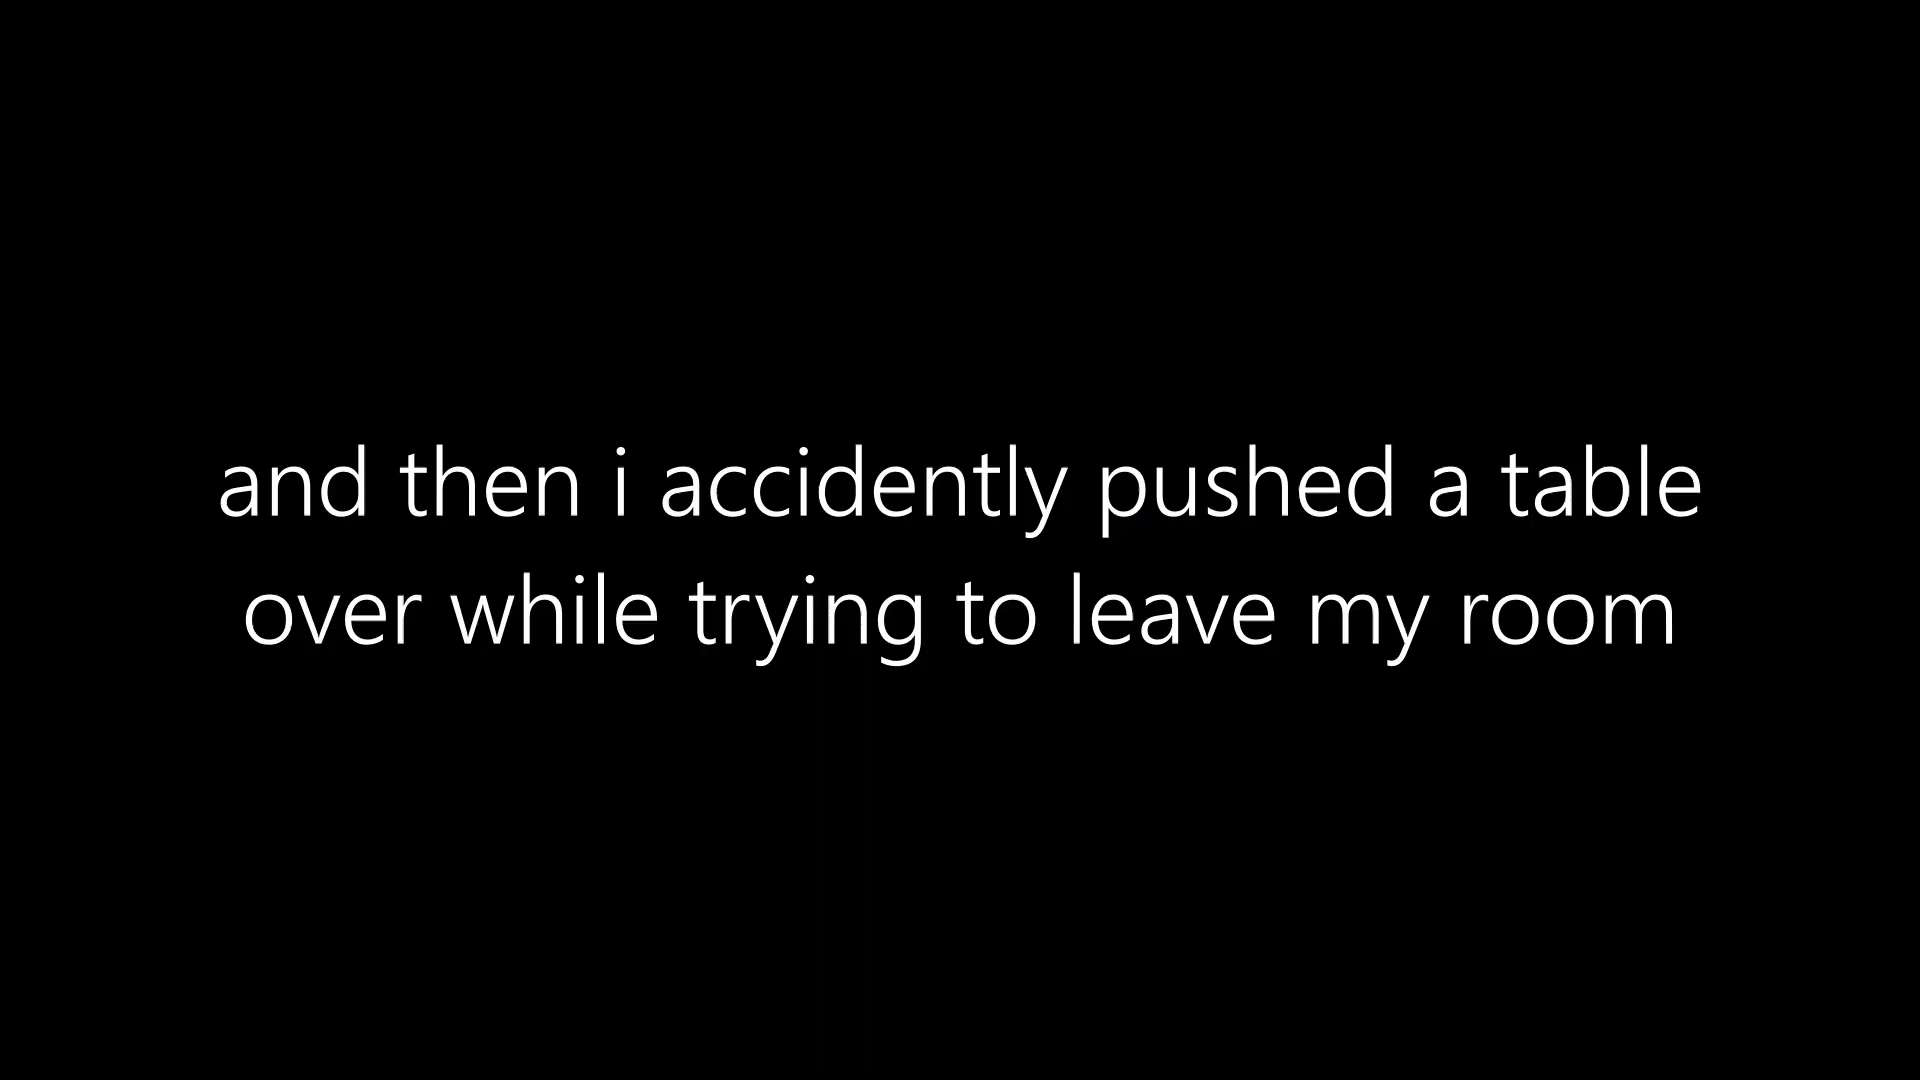 and then i accidently pushed a table
over while trying to leave my room